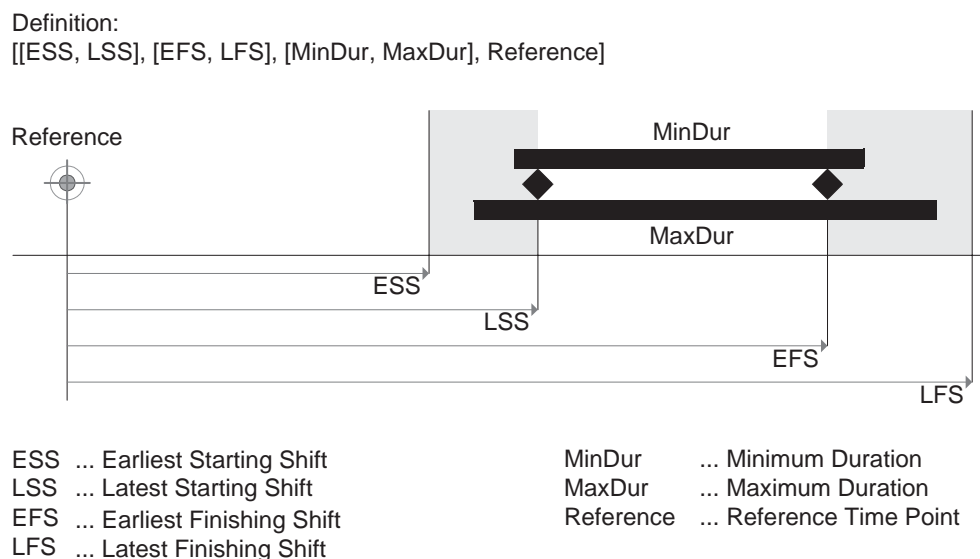 Definition:
[[ESS, LSS], [EFS, LFS], [MinDur, MaxDur], Reference]
Reference
MinDur
MaxDur
ESS
LSS
EFS
LFS
ESS ... Earliest Starting Shift
LSS ... Latest Starting Shift
EFS ... Earliest Finishing Shift
LFS ... Latest Finishing Shift
MinDur ... Minimum Duration
MaxDur ... Maximum Duration
Reference ... Reference Time Point